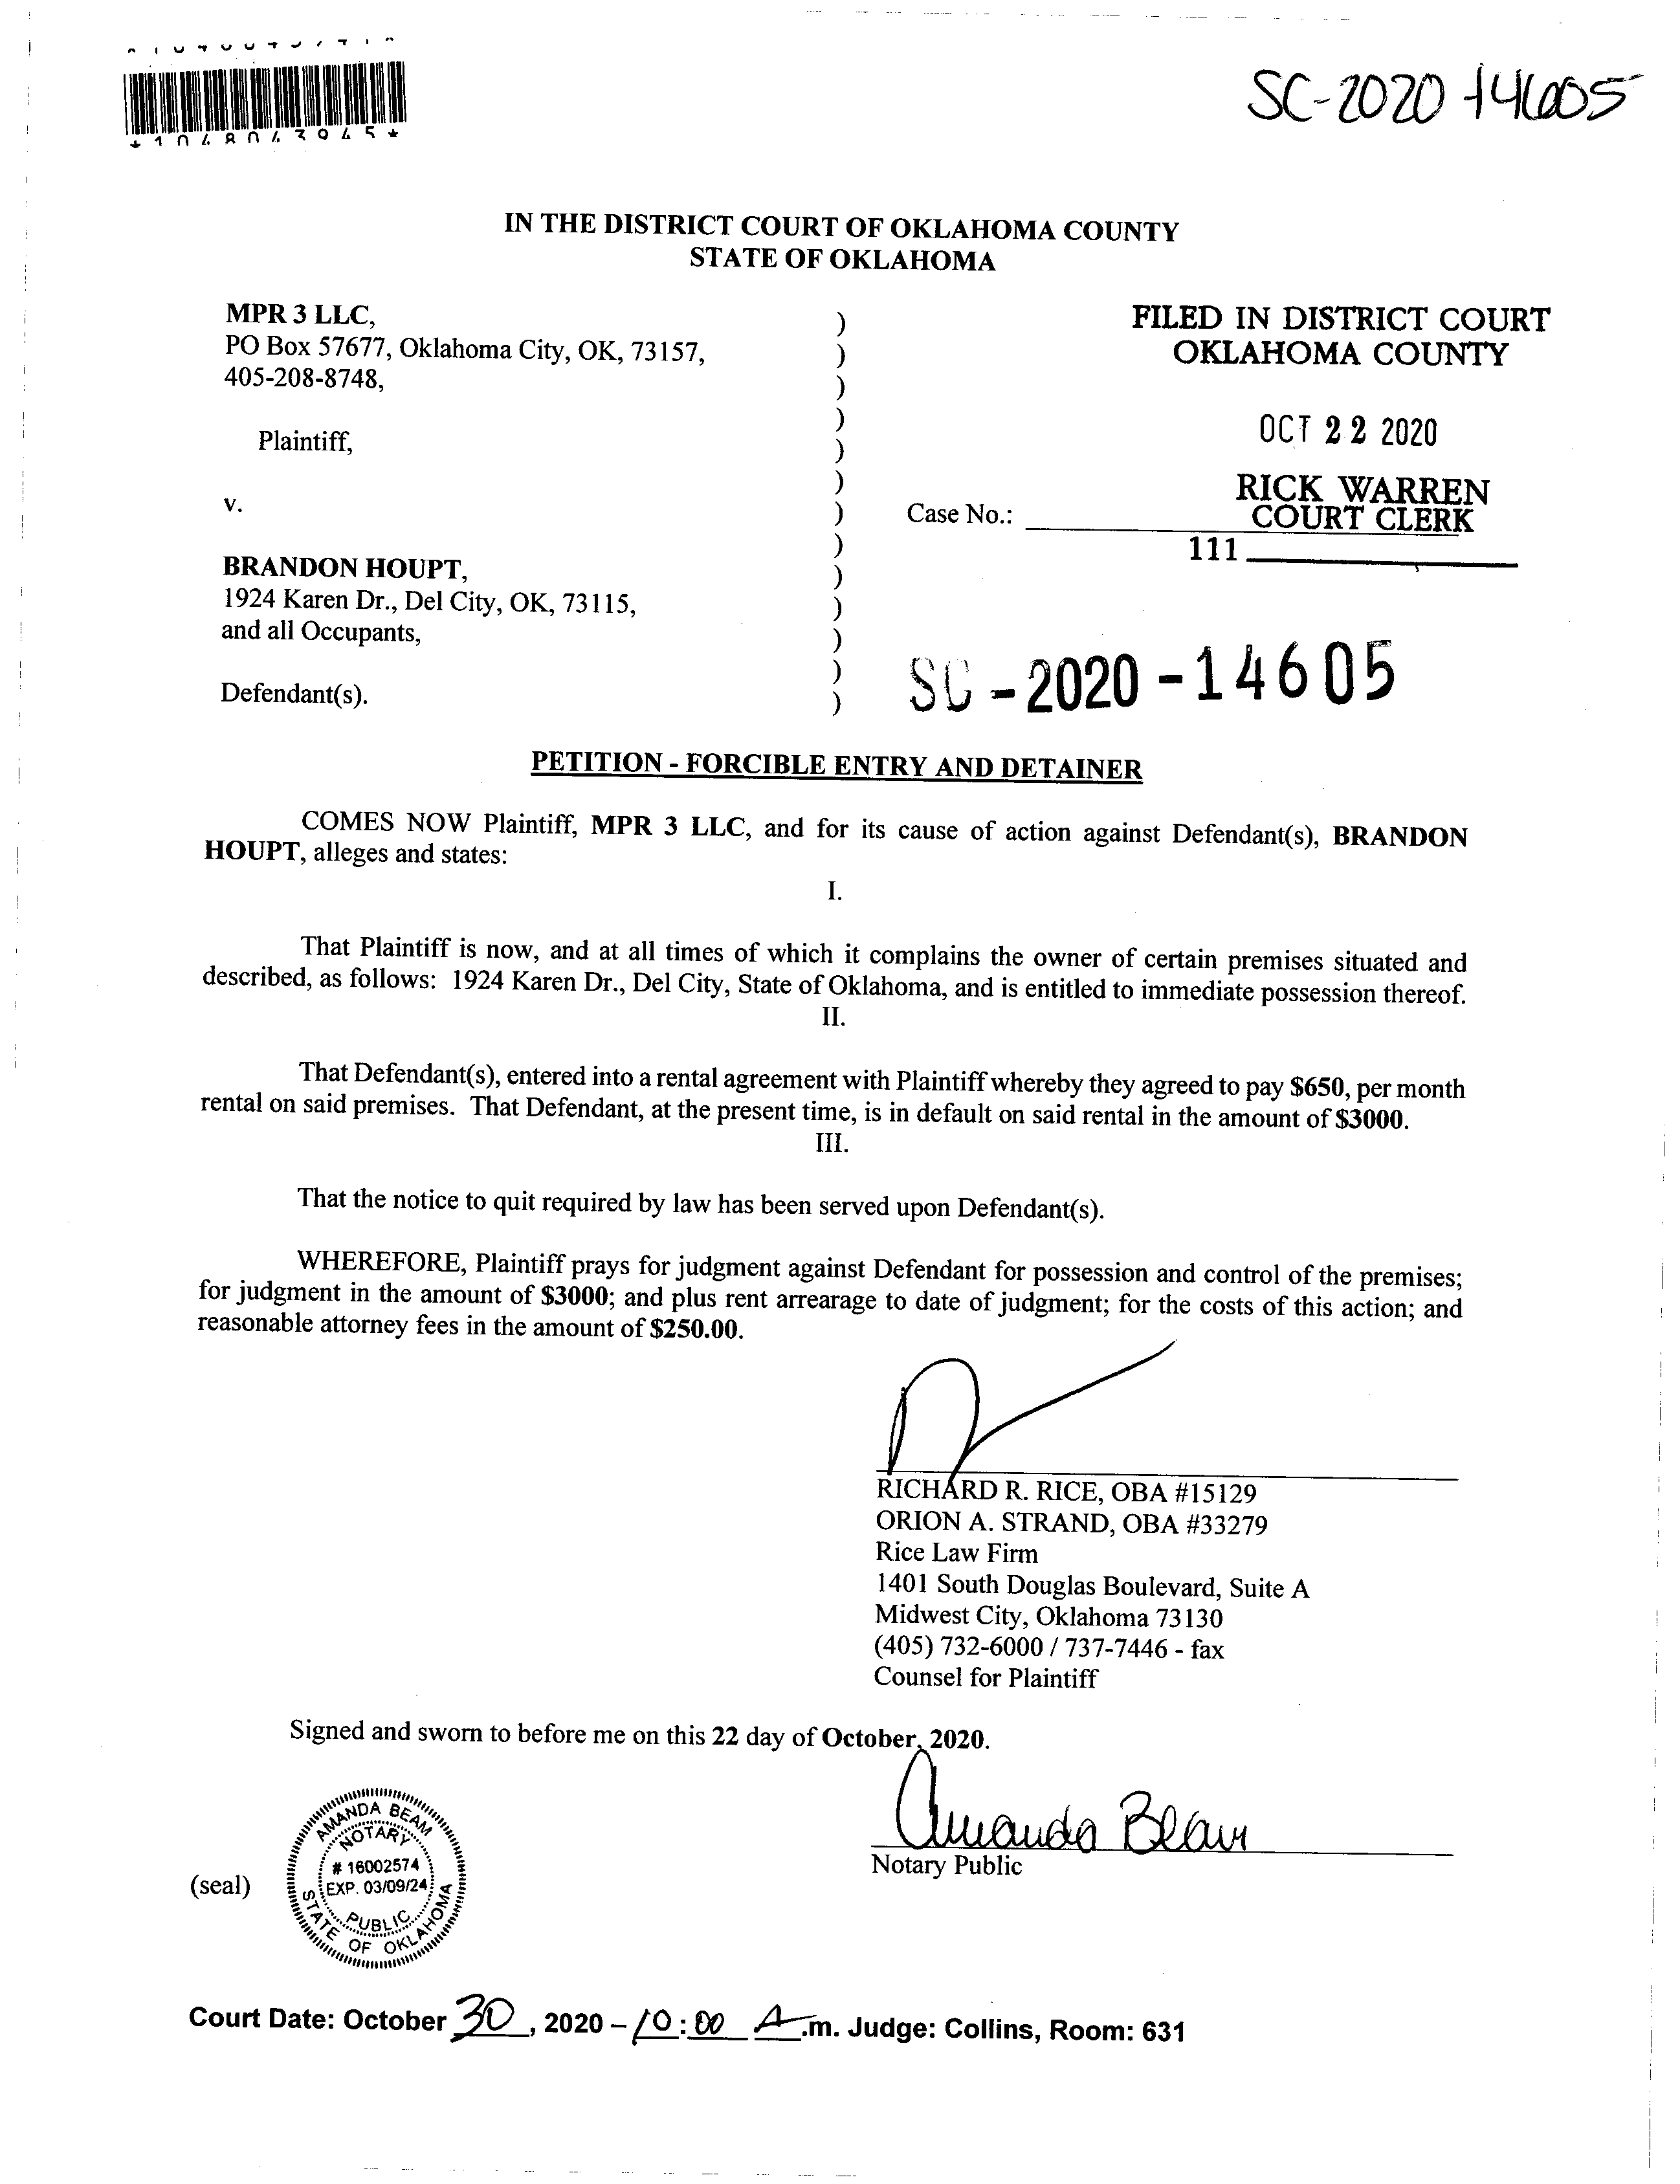 *1048043945*
SC-2020-14605
IN THE DISTRICT COURT OF OKLAHOMA COUNTY
STATE OF OKLAHOMA
MPR 3 LLC,
PO Box 57677, Oklahoma City, OK, 73157,
405-208-8748,
Plaintiff,
v.
BRANDON HOUPT,
1924 Karen Dr., Del City, OK, 73115,
and all Occupants,
Defendant(s).
)
)
)
)
)
)
)
)
)
)
)
)
)
FILED IN DISTRICT COURT
OKLAHOMA COUNTY
OCT 22 2020
RICK WARREN
COURT CLERK
Case No.:
111
SC-2020-14605
PETITION - FORCIBLE ENTRY AND DETAINER
COMES NOW Plaintiff, MPR 3 LLC, and for its cause of action against Defendant(s), BRANDON
HOUPT, alleges and states:
I.
That Plaintiff is now, and at all times of which it complains the owner of certain premises situated and
described, as follows: 1924 Karen Dr., Del City, State of Oklahoma, and is entitled to immediate possession thereof.
II.
That Defendant(s), entered into a rental agreement with Plaintiff whereby they agreed to pay $650, per month
rental on said premises. That Defendant, at the present time, is in default on said rental in the amount of $3000.
III.
That the notice to quit required by law has been served upon Defendant(s).
WHEREFORE, Plaintiff prays for judgment against Defendant for possession and control of the premises;
for judgment in the amount of $3000; and plus rent arrearage to date of judgment; for the costs of this action; and
reasonable attorney fees in the amount of $250.00.
RICHARD R. RICE, OBA #15129
ORION A. STRAND, OBA #33279
Rice Law Firm
1401 South Douglas Boulevard, Suite A
Midwest City, Oklahoma 73130
(405) 732-6000 / 737-7446 - fax
Counsel for Plaintiff
Signed and sworn to before me on this 22 day of October, 2020.
Amanda Beam
Notary Public
(seal)
AMANDA BEAM
NOTARY
# 16002574
EXP. 03/09/24
PUBLIC
STATE OF OKLAHOMA
Court Date: October 30, 2020 – 10:00 A.m. Judge: Collins, Room: 631